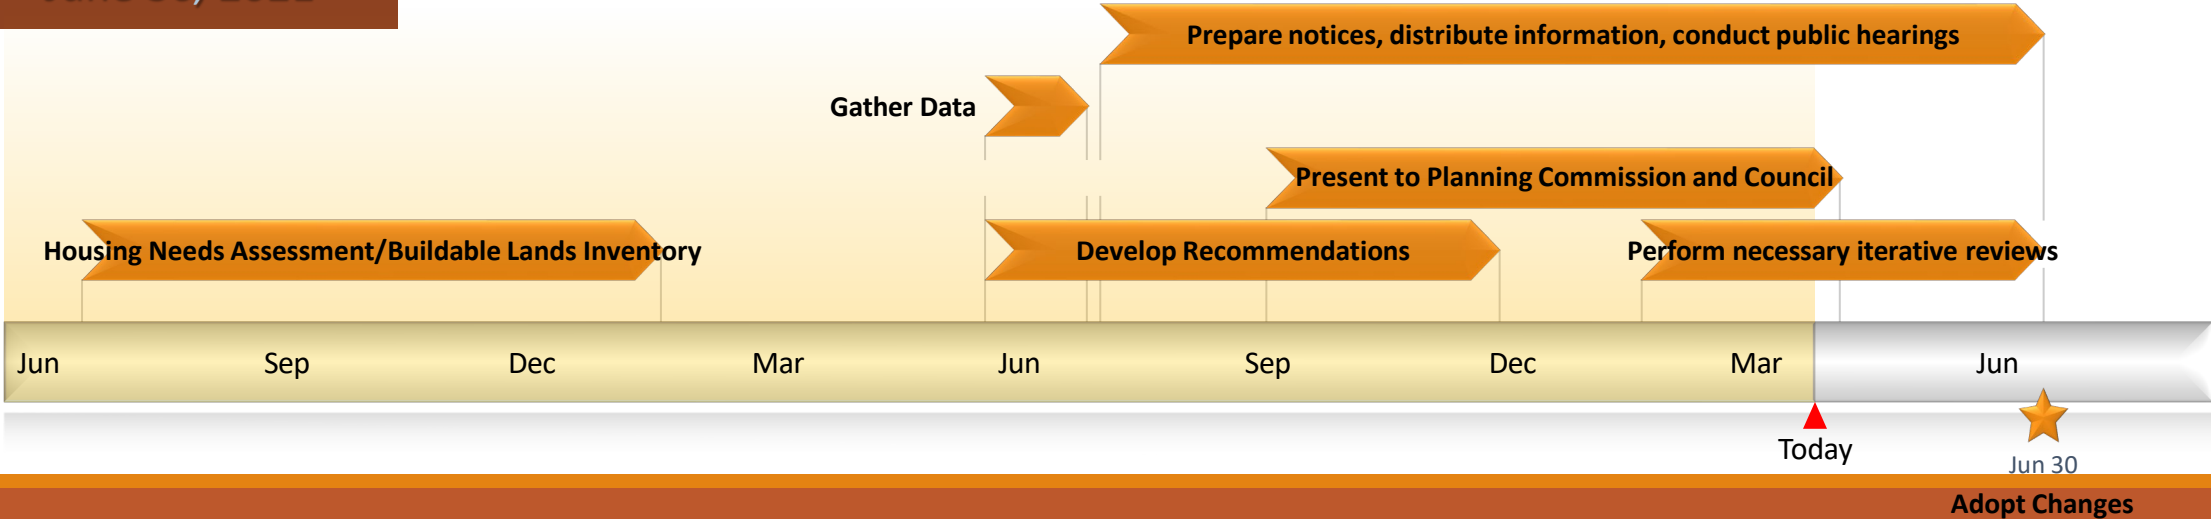 Prepare notices, distribute information, conduct public hearings
Gather Data
Present to Planning Commission and Council
Housing Needs Assessment/Buildable Lands Inventory
Develop Recommendations
Perform necessary iterative reviews
Jun Sep Dec Mar Jun Sep Dec Mar Jun
Today
Jun 30
Adopt Changes